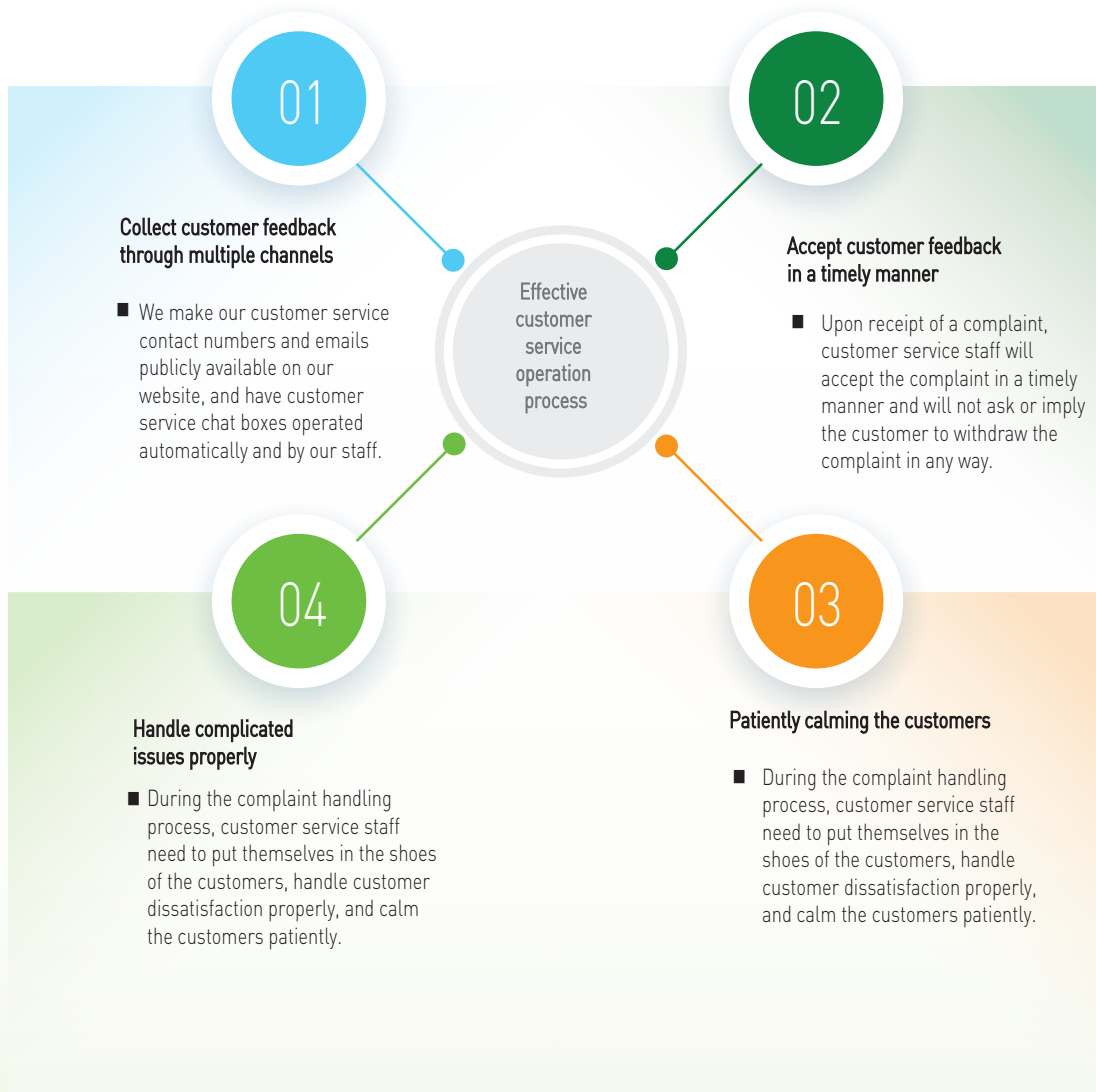 01
Collect customer feedback
through multiple channels
■ We make our customer service
contact numbers and emails
publicly available on our
website, and have customer
service chat boxes operated
automatically and by our staff.
Effective
customer
service
operation
process
02
Accept customer feedback
in a timely manner
■ Upon receipt of a complaint,
customer service staff will
accept the complaint in a timely
manner and will not ask or imply
the customer to withdraw the
complaint in any way.
03
Patiently calming the customers
■ During the complaint handling
process, customer service staff
need to put themselves in the
shoes of the customers, handle
customer dissatisfaction properly,
and calm the customers patiently.
04
Handle complicated
issues properly
■ During the complaint handling
process, customer service staff
need to put themselves in the shoes
of the customers, handle customer
dissatisfaction properly, and calm
the customers patiently.